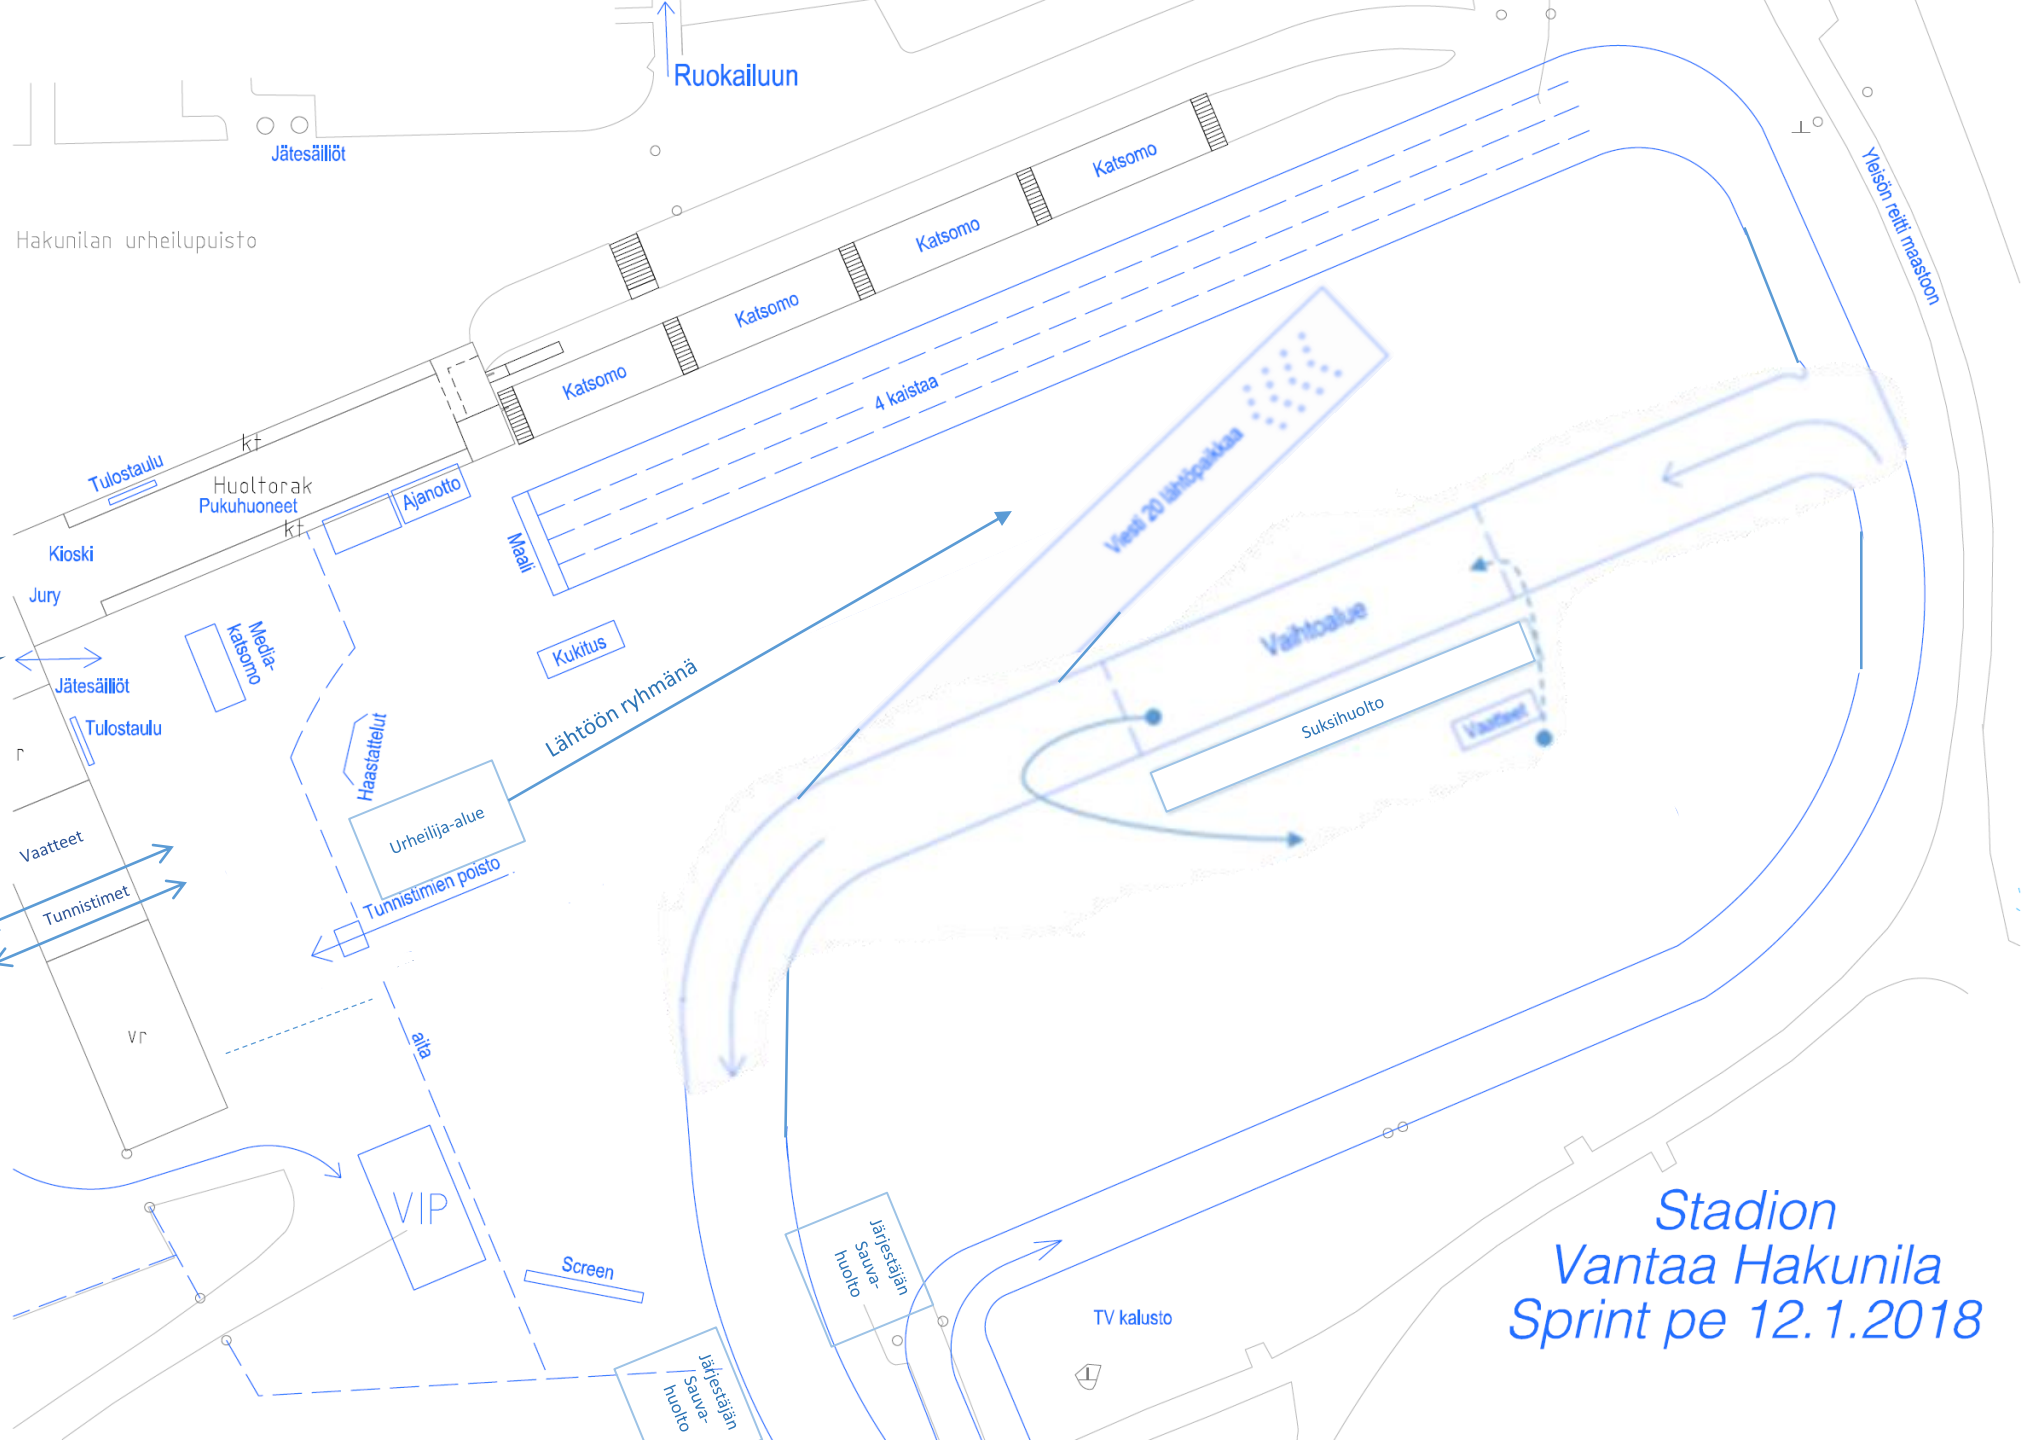 Ruokailuun
Jätesäiliöt
Hakunilan urheilupuisto
Katsomo
Katsomo
Katsomo
Katsomo
Yleisön reitti maastoon
4 kaistaa
Viesti 20 lähtöpaikkaa
kt
Tulostaulu
Huoltorak
Pukuhuoneet
kt
Ajanotto
Maali
Kioski
Jury
Media-
katsomo
Kukitus
Lähtöön ryhmänä
Vaihtoalue
Suksihuolto
Vaatteet
Jätesäiliöt
Tulostaulu
r
Haastattelut
Urheilija-alue
Vaatteet
Tunnistimet
Tunnistimien poisto
vr
aita
VIP
Screen
Järjestäjän
Sauva-
huolto
Järjestäjän
Sauva-
huolto
TV kalusto
Stadion
Vantaa Hakunila
Sprint pe 12.1.2018